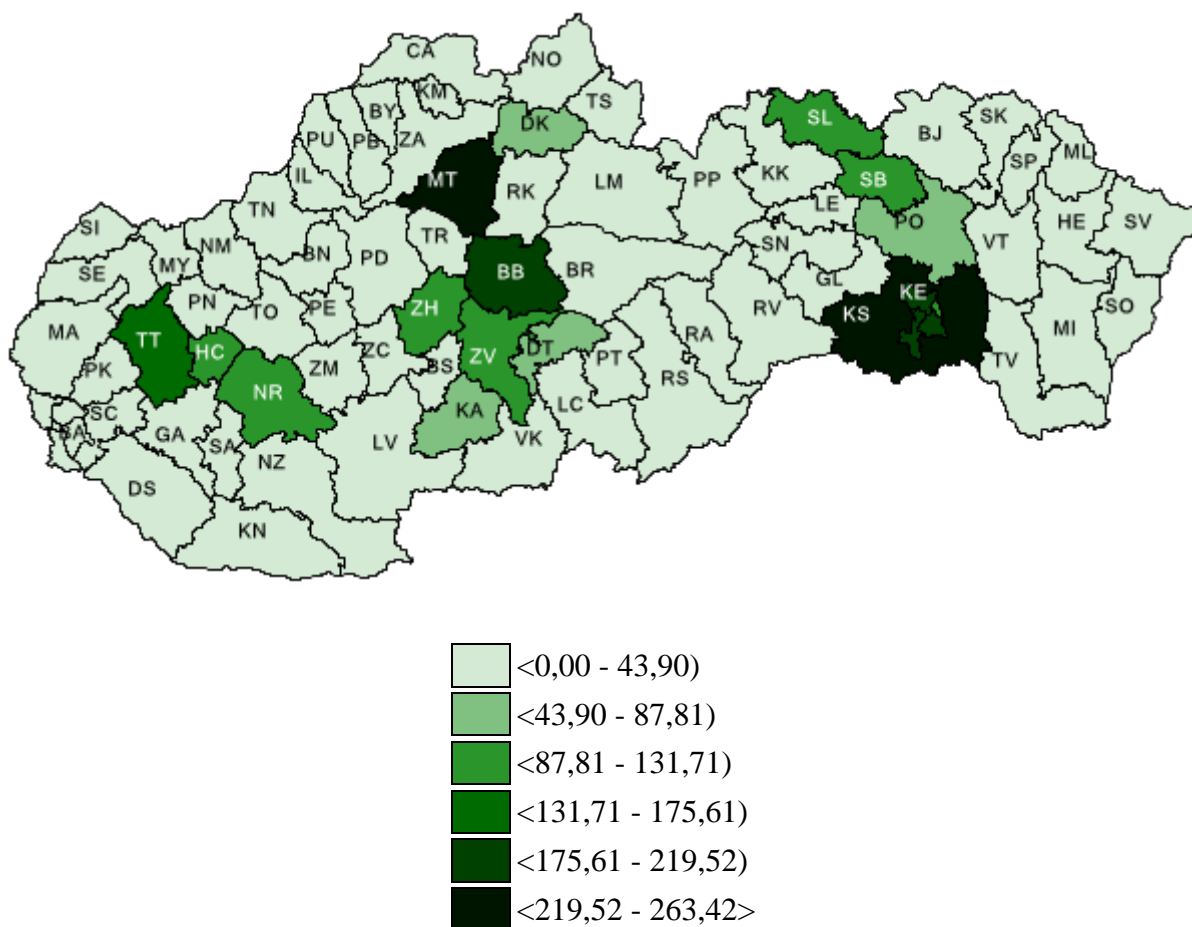 CA
NO
KM
TS
BY
DK
PU
PB
ZA
SL
BJ
SK
SP
ML
IL
MT
RK
LM
PP
KK
SB
LE
TN
PO
HE
SV
SI
NM
TR
SN
VT
SE
MY
BN
PD
BB
BR
GL
PN
TO
PE
ZH
RV
KE
KS
SO
MA
TT
HC
ZC
ZV
DT
PT
RA
MI
PK
NR
ZM
BS
RS
TV
SC
KA
LC
BA
GA
SA
NZ
LV
VK
DS
KN
<0,00 - 43,90)
<43,90 - 87,81)
<87,81 - 131,71)
<131,71 - 175,61)
<175,61 - 219,52)
<219,52 - 263,42>